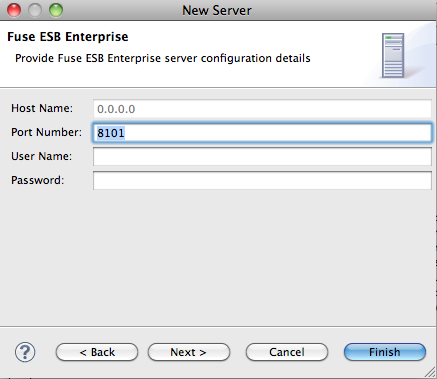 New Server
Fuse ESB Enterprise
Provide Fuse ESB Enterprise server configuration details
Host Name: 0.0.0.0
Port Number: 8101
User Name:
Password:
? < Back Next > Cancel Finish